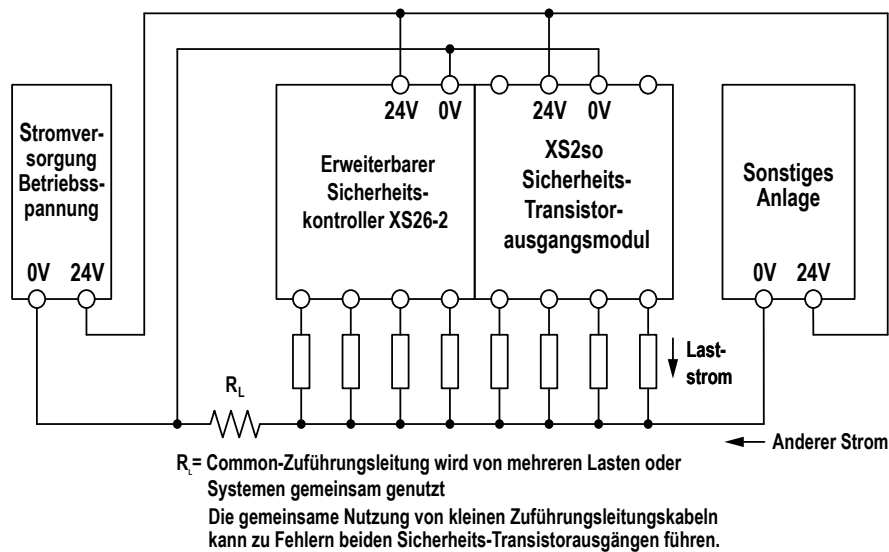 24V 0V
24V 0V
Stromver-
sorgung
Betriebss-
pannung
0V 24V
Erweiterbarer
Sicherheits-
kontroller XS26-2
XS2so
Sicherheits-
Transistor-
ausgangsmodul
Sonstiges
Anlage
0V 24V
Last-
strom
RL
Anderer Strom
RL= Common-Zuführungsleitung wird von mehreren Lasten oder
Systemen gemeinsam genutzt
Die gemeinsame Nutzung von kleinen Zuführungsleitungskabeln
kann zu Fehlern beiden Sicherheits-Transistorausgängen führen.